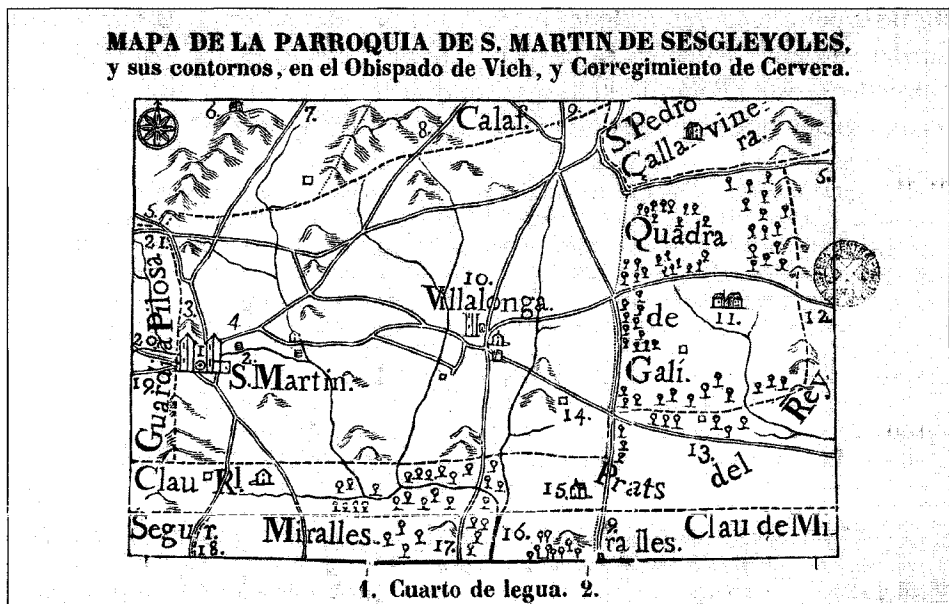 MAPA DE LA PARROQUIA DE S. MARTIN DE SESGLEYOLES,
y sus contornos, en el Obispado de Vich, y Corregimiento de Cervera.
6.
7.
8.
Calaf.
9.
S. Pedro
Callavinera.
5.
5.
21.
Quadra
de
Galí.
10.
Villalonga.
11.
12.
Guardia Pilosa
3.
4.
1
2.
20
19.
S. Martin.
14.
13.
Prats
del
Rey
Clau Rl.
15.
Segur.
18.
Miralles.
17.
16.
9.
ralles.
Clau de Mi
1. Cuarto de legua. 2.